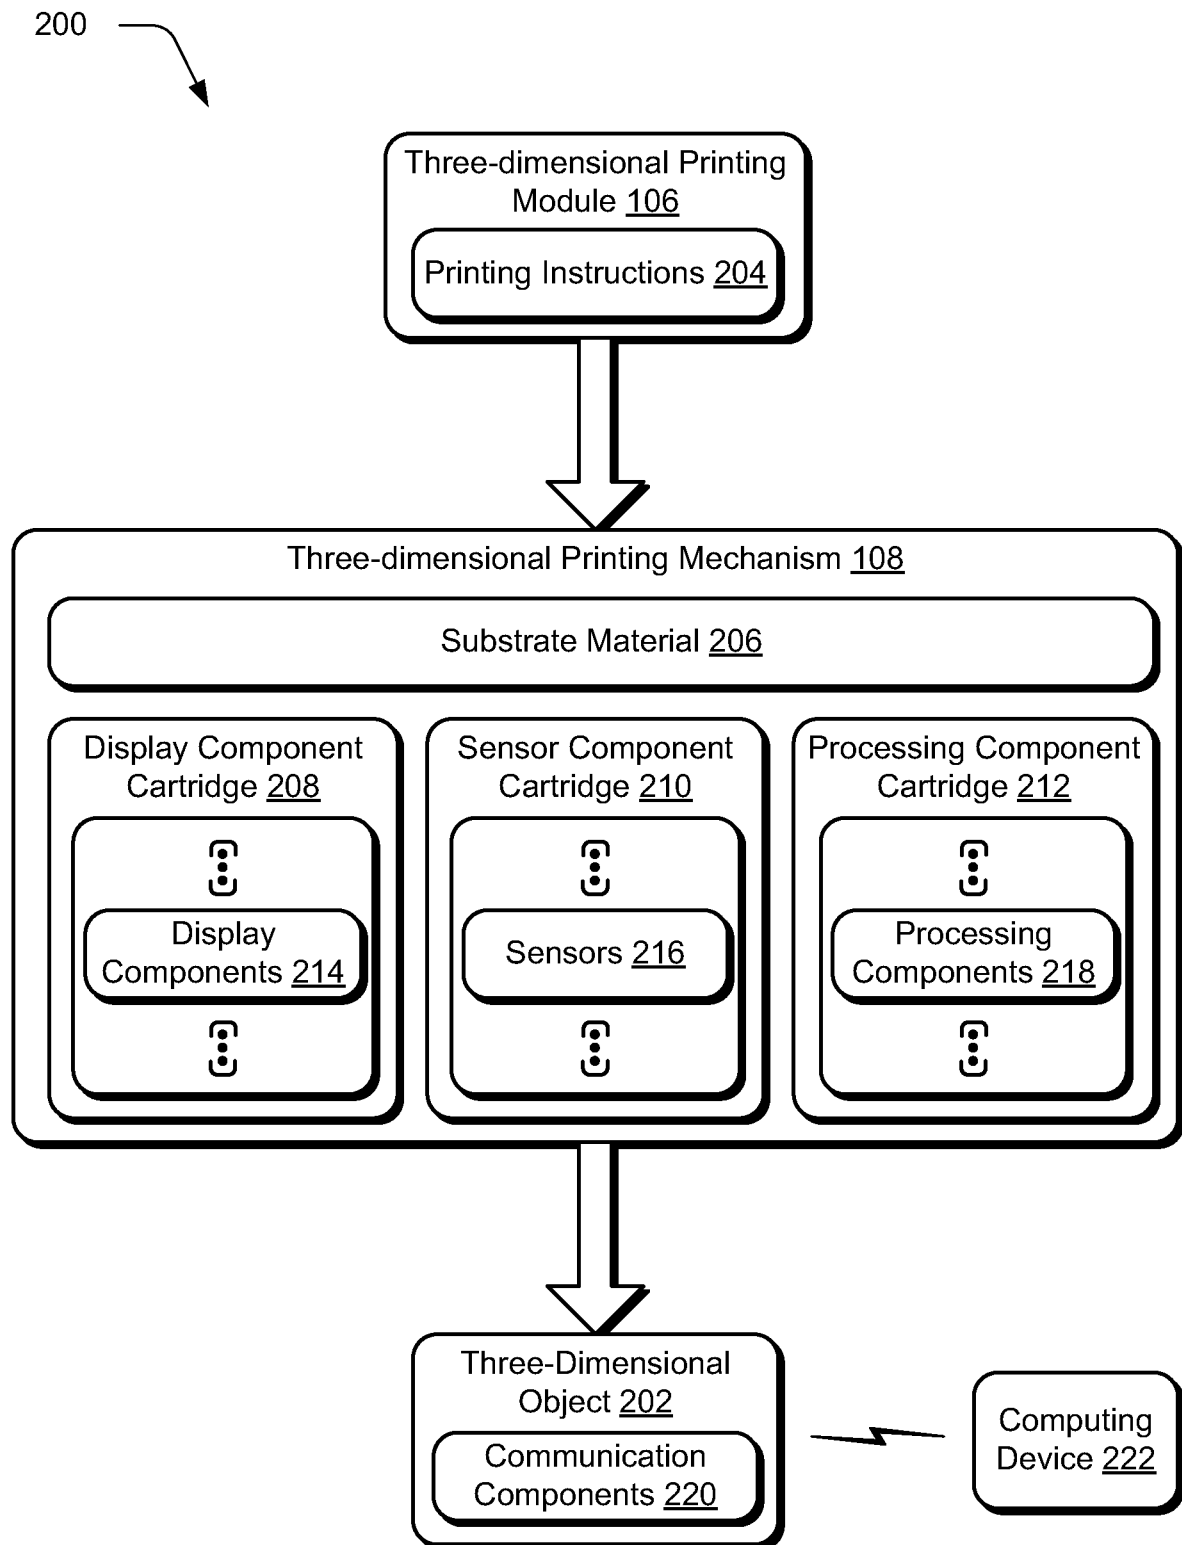 200
Three-dimensional Printing
Module 106
Printing Instructions 204
Three-dimensional Printing Mechanism 108
Substrate Material 206
Display Component
Cartridge 208
Sensor Component
Cartridge 210
Processing Component
Cartridge 212
Display
Components 214
Sensors 216
Processing
Components 218
Three-Dimensional
Object 202
Communication
Components 220
Computing
Device 222